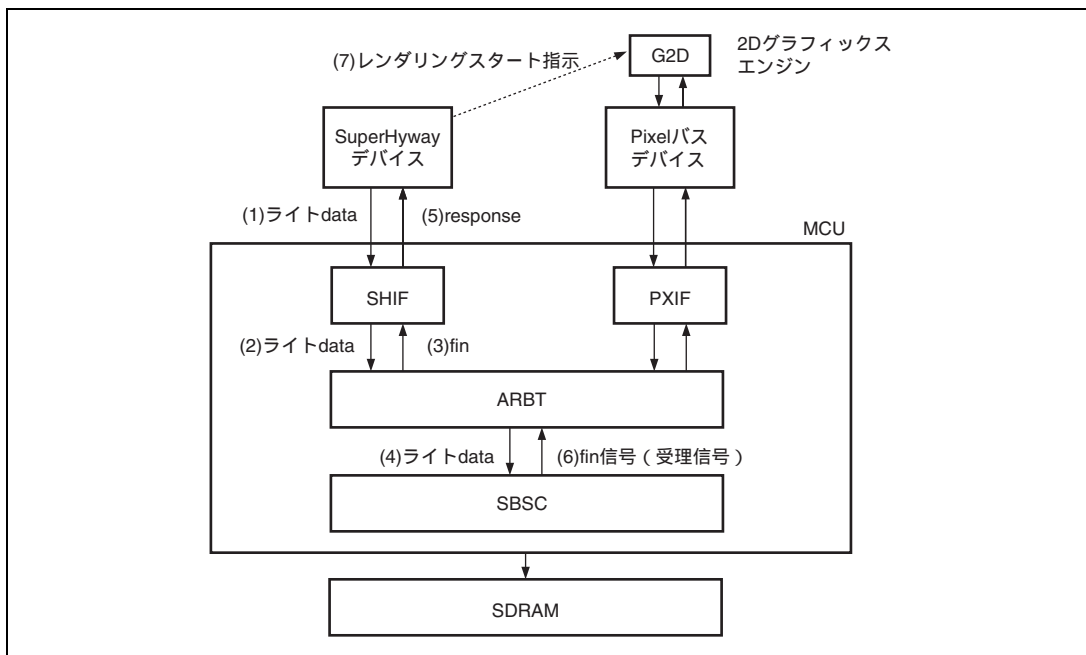 (7)レンダリングスタート指示
G2D
2Dグラフィックス
エンジン
SuperHyway
デバイス
Pixelバス
デバイス
(1)ライトdata
(5)response
MCU
SHIF
PXIF
(2)ライトdata
(3)fin
ARBT
(4)ライトdata
(6)fin信号(受理信号)
SBSC
SDRAM